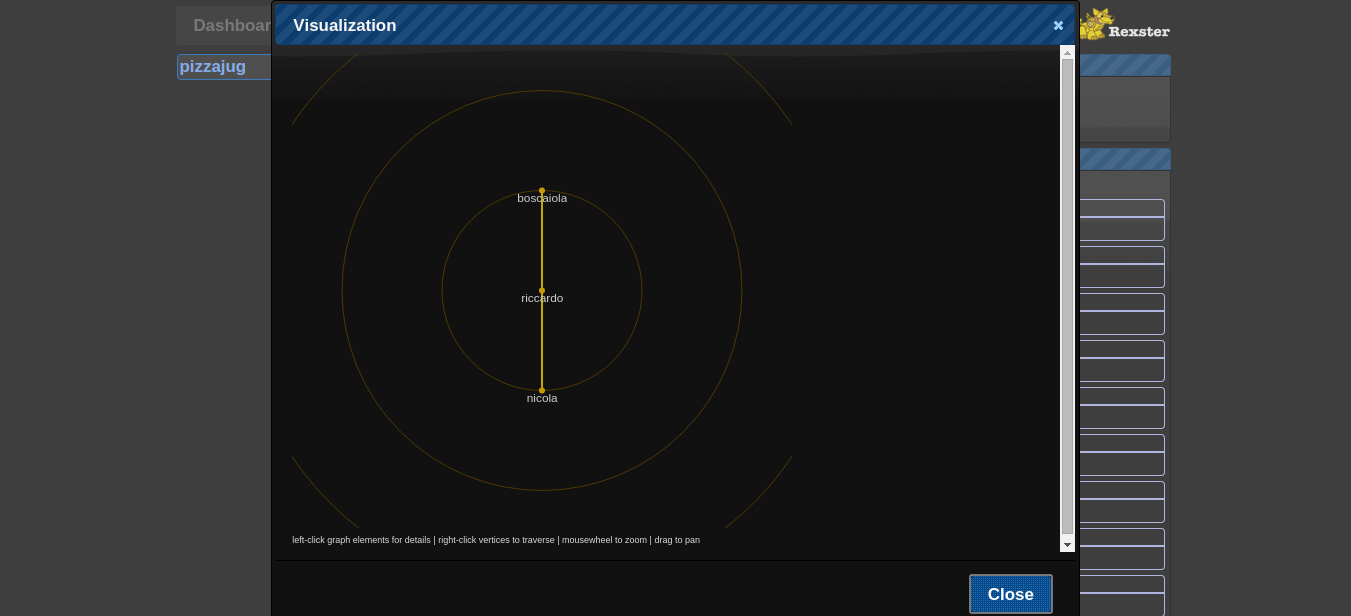 Dashboar
Visualization
Rexster
pizzajug
boscaiola
riccardo
nicola
left-click graph elements for details | right-click vertices to traverse | mousewheel to zoom | drag to pan
Close